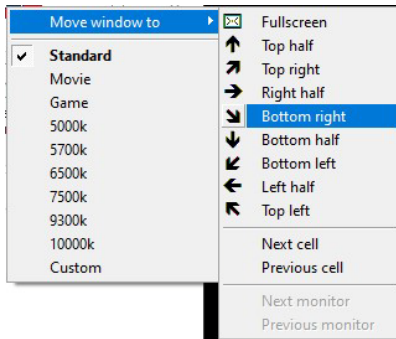 Move window to
Standard
Movie
Game
5000k
5700k
6500k
7500k
9300k
10000k
Custom
Fullscreen
Top half
Top right
Right half
Bottom right
Bottom half
Bottom left
Left half
Top left
Next cell
Previous cell
Next monitor
Previous monitor